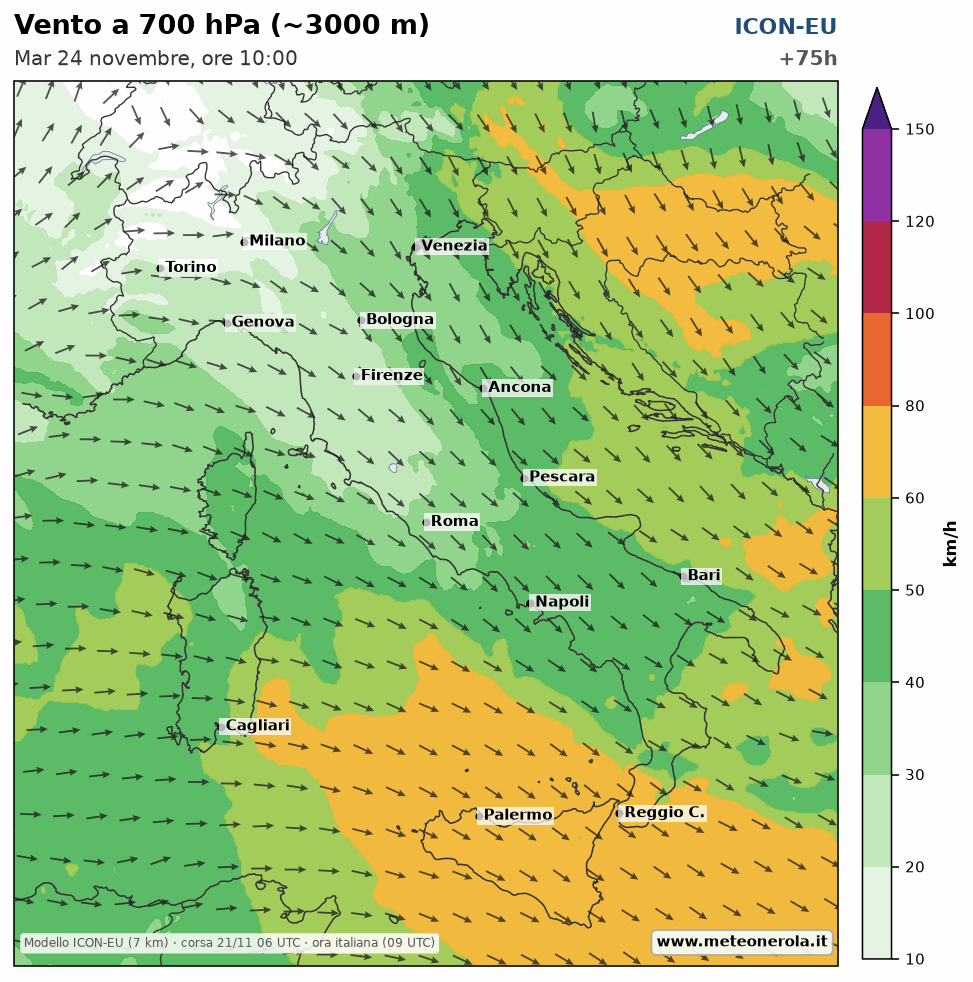 Vento a 700 hPa (~3000 m)
ICON-EU
Mar 24 novembre, ore 10:00
+75h
150
120
100
80
60
50
40
30
20
10
km/h
Milano
Venezia
Torino
Genova
Bologna
Firenze
Ancona
Pescara
Roma
Bari
Napoli
Cagliari
Palermo
Reggio C.
Modello ICON-EU (7 km) · corsa 21/11 06 UTC · ora italiana (09 UTC)
www.meteonerola.it